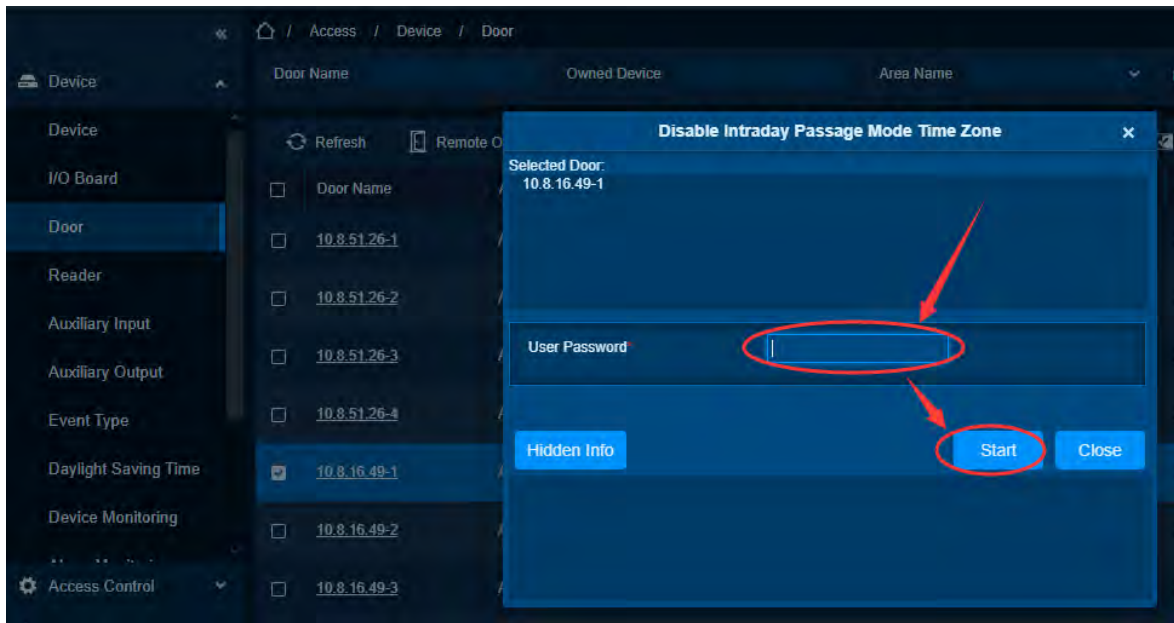 « / Access / Device / Door
Device
Door Name Owned Device Area Name
Device
I/O Board
Door
Reader
Auxiliary Input
Auxiliary Output
Event Type
Daylight Saving Time
Device Monitoring
Access Control
Refresh Remote O
Door Name
10.8.51.26-1
10.8.51.26-2
10.8.51.26-3
10.8.51.26-4
10.8.16.49-1
10.8.16.49-2
10.8.16.49-3
Disable Intraday Passage Mode Time Zone ×
Selected Door:
10.8.16.49-1
User Password*
Hidden Info Start Close